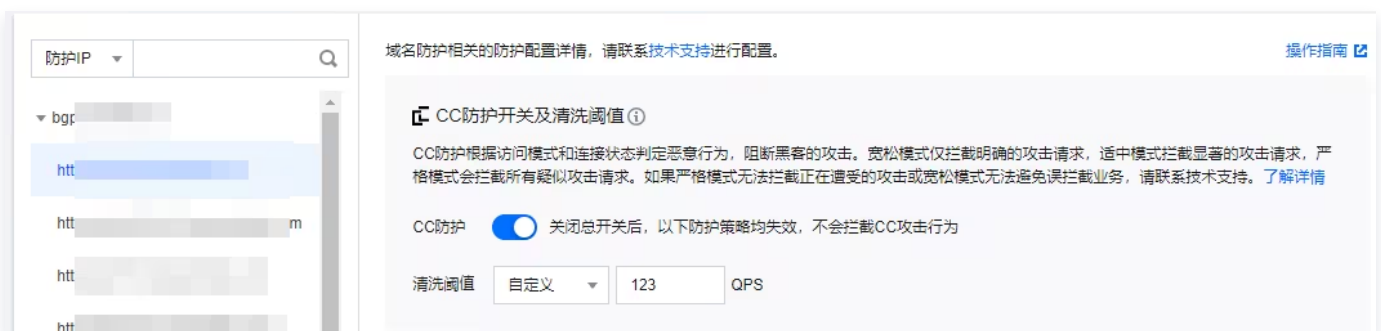 防护IP
bgp
htt
htt m
htt
htt
域名防护相关的防护配置详情，请联系技术支持进行配置。 操作指南
CC防护开关及清洗阈值
CC防护根据访问模式和连接状态判定恶意行为，阻断黑客的攻击。宽松模式仅拦截明确的攻击请求，适中模式拦截显著的攻击请求，严
格模式会拦截所有疑似攻击请求。如果严格模式无法拦截正在遭受的攻击或宽松模式无法避免误拦截业务，请联系技术支持。了解详情
CC防护 关闭总开关后，以下防护策略均失效，不会拦截CC攻击行为
清洗阈值 自定义 123 QPS